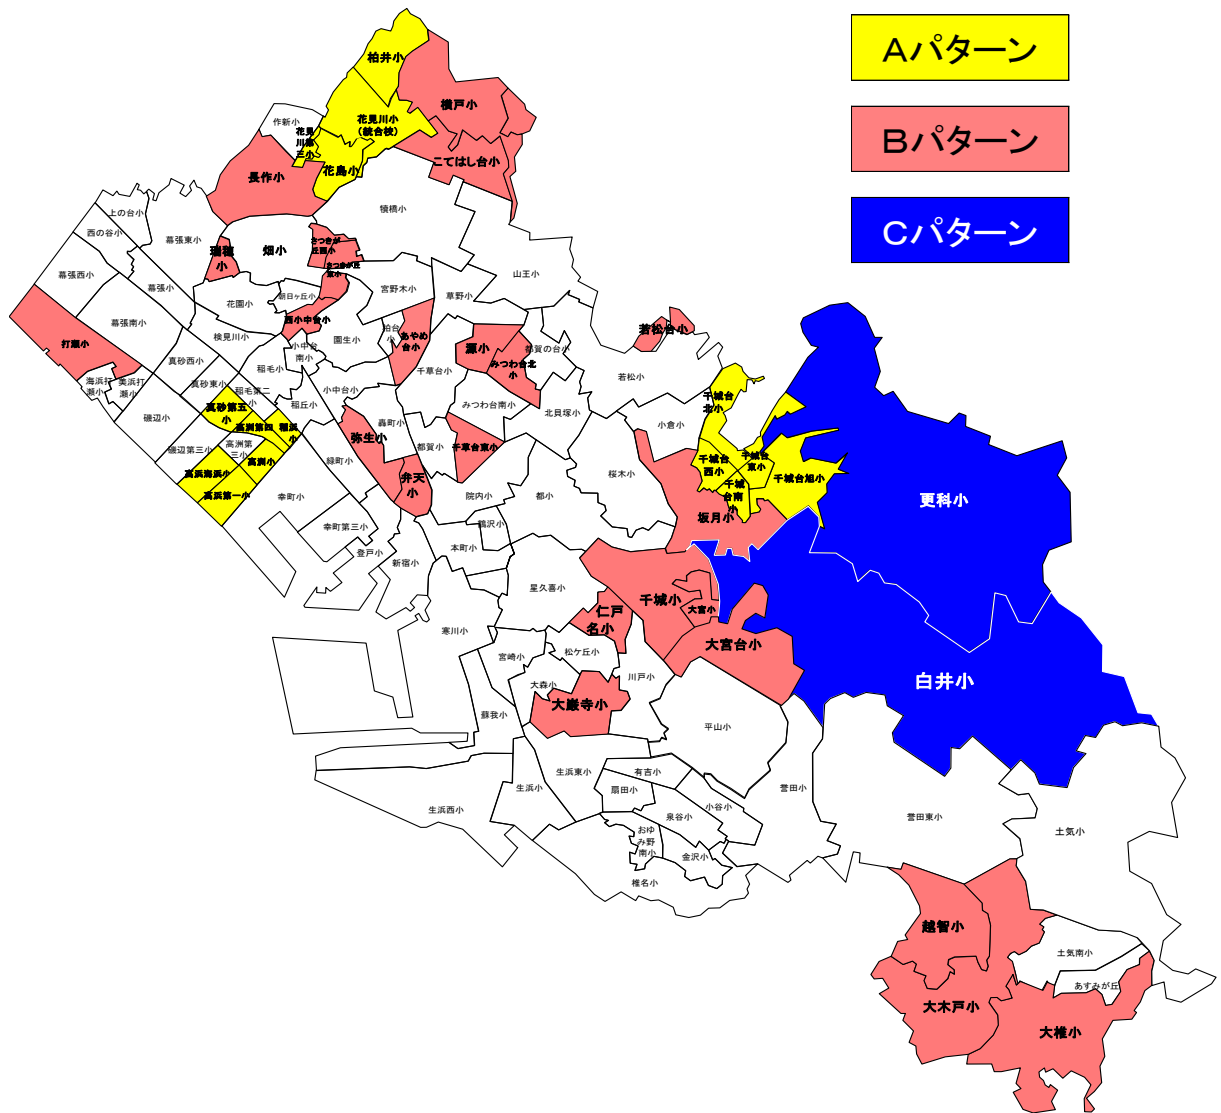 Aパターン
Bパターン
Cパターン
柏井小
横戸小
花見川小
(統合校)
作新小
花見
川第
三小
花島小
こてはし台小
長作小
犢橋小
上の台小
西の谷小
幕張東小
瑞穂
小
畑小
さつきが
丘西小
さつきが丘
東小
山王小
幕張西小
幕張小
花園小
朝日ヶ丘小
宮野木小
草野小
幕張南小
検見川小
西小中台小
園生小
柏台
小
あやめ
台小
源小
都賀の台小
若松台小
打瀬小
真砂西小
稲毛小
小中台
南小
みつわ台北
小
千草台小
若松小
海浜打
瀬小
美浜打
瀬小
真砂東小
稲毛第二
小
小中台小
千城台
北小
磯辺小
真砂第五
小
稲丘小
みつわ台南小
北貝塚小
高洲第四
小
稲浜
小
轟町小
小倉小
弥生小
都賀小
千草台東小
磯辺第三小
高洲第
三小
高洲小
緑町小
千城台
西小
千城台
東小
高浜海浜小
桜木小
千城台旭小
弁天
小
高浜第一小
幸町小
院内小
都小
千城
台南
小
更科小
坂月小
幸町第三小
鶴沢小
登戸小
新宿小
本町小
星久喜小
千城小
大宮小
仁戸
名小
寒川小
大宮台小
宮崎小
松ケ丘小
川戸小
白井小
大森小
大巌寺小
蘇我小
平山小
生浜東小
有吉小
生浜小
扇田小
誉田小
生浜西小
小谷小
泉谷小
誉田東小
おゆ
み野
南小
金沢小
土気小
椎名小
越智小
土気南小
あすみが丘
大木戸小
大椎小